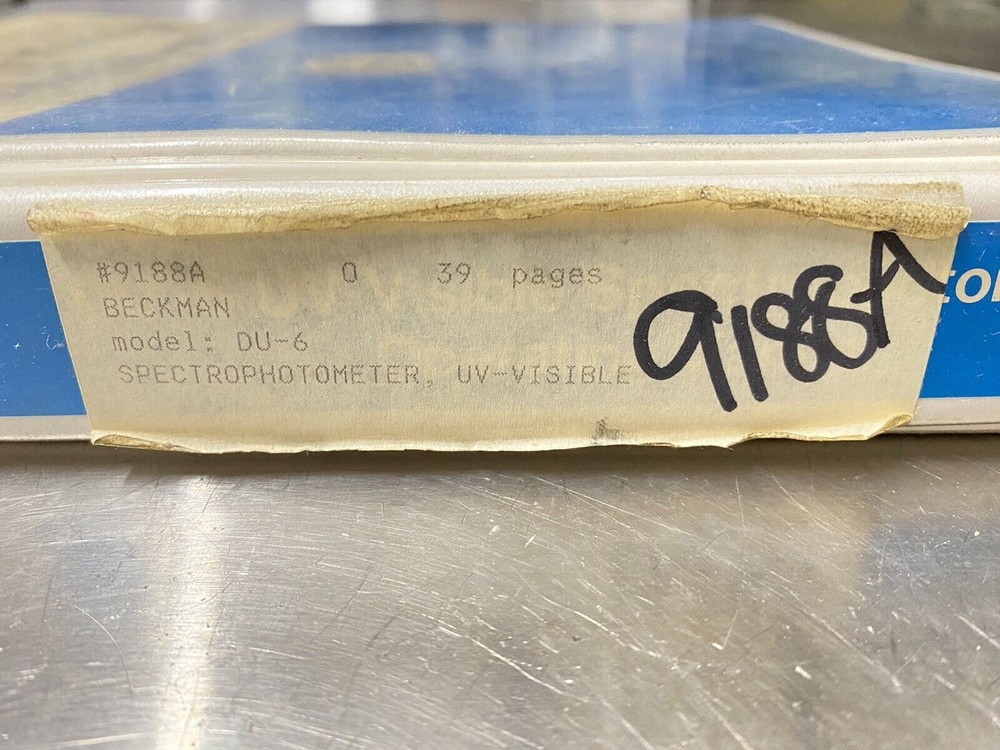 #9188A 0 39 pages
BECKMAN
model: DU-6
SPECTROPHOTOMETER, UV-VISIBLE
9188A